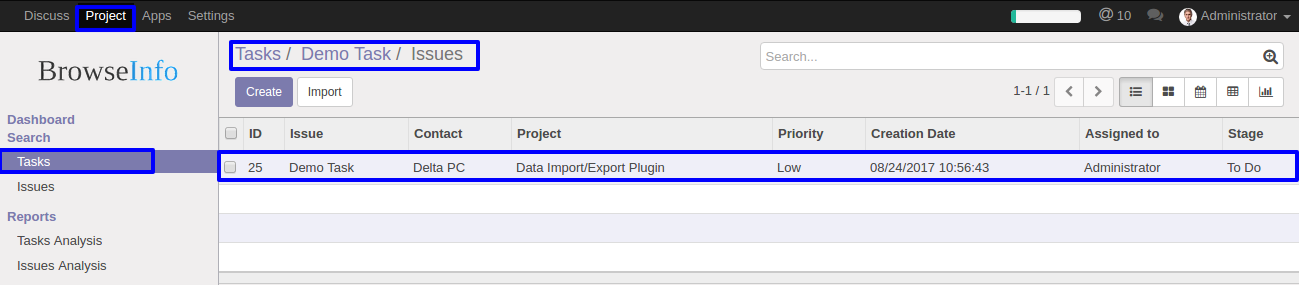 Discuss Project Apps Settings @ 10 Administrator
BrowseInfo
Tasks / Demo Task / Issues
Search...
Create Import
1-1 / 1
Dashboard
Search
Tasks
Issues
Reports
Tasks Analysis
Issues Analysis
ID Issue Contact Project Priority Creation Date Assigned to Stage
25 Demo Task Delta PC Data Import/Export Plugin Low 08/24/2017 10:56:43 Administrator To Do